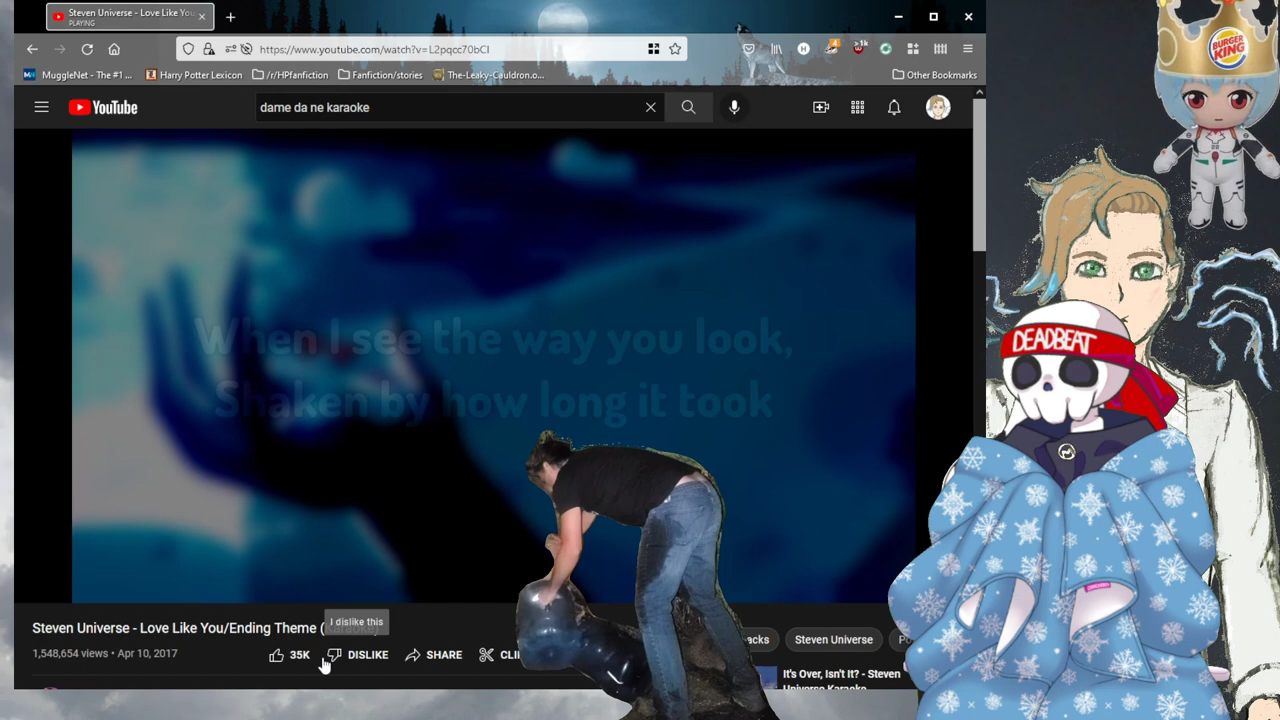 Steven Universe - Love Like You
PLAYING
https://www.youtube.com/watch?v=L2pqcc70bCI
4
1k
MuggleNet - The #1 ...
Harry Potter Lexicon
/r/HPfanfiction
Fanfiction/stories
The-Leaky-Cauldron.o...
Other Bookmarks
YouTube
dame da ne karaoke
BURGER
KING
When I see the way you look,
Shaken by how long it took
DEADBEAT
I dislike this
Steven Universe - Love Like You/Ending Theme (
1,548,654 views • Apr 10, 2017
35K
DISLIKE
SHARE
Steven Universe
It's Over, Isn't It? - Steven
Universe Karaoke